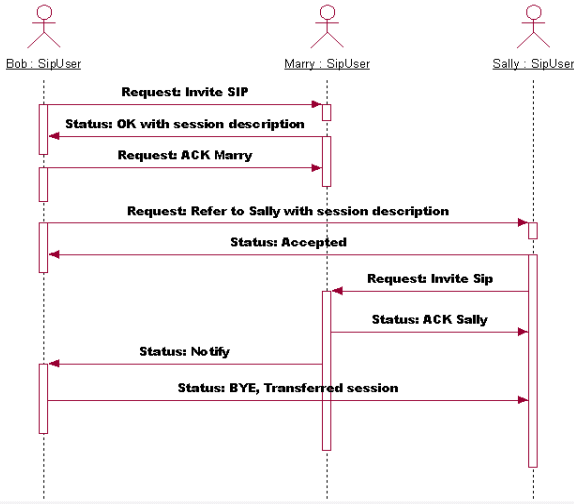 Bob : SipUser
Marry : SipUser
Sally : SipUser
Request: Invite SIP
Status: OK with session description
Request: ACK Marry
Request: Refer to Sally with session description
Status: Accepted
Request: Invite Sip
Status: ACK Sally
Status: Notify
Status: BYE, Transferred session